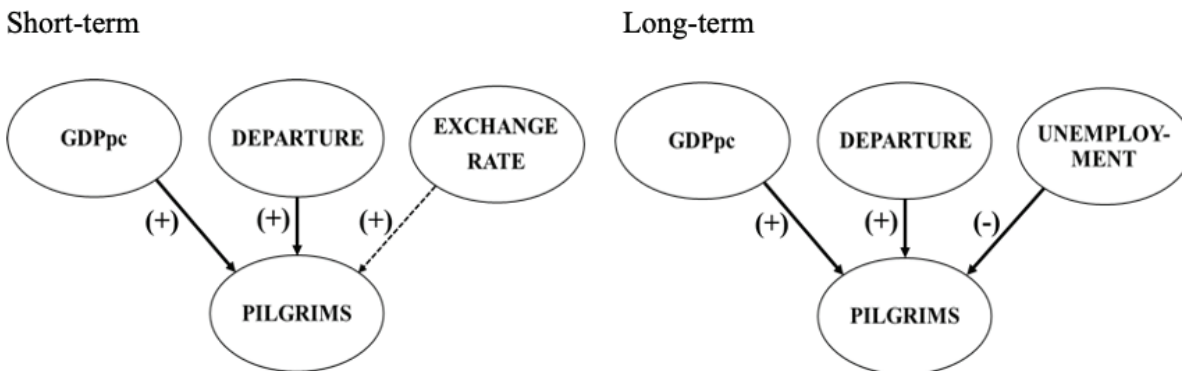 Short-term
GDPpc
DEPARTURE
EXCHANGE
RATE
(+)
(+)
(+)
PILGRIMS
Long-term
GDPpc
DEPARTURE
UNEMPLOY-
MENT
(+)
(+)
(-)
PILGRIMS